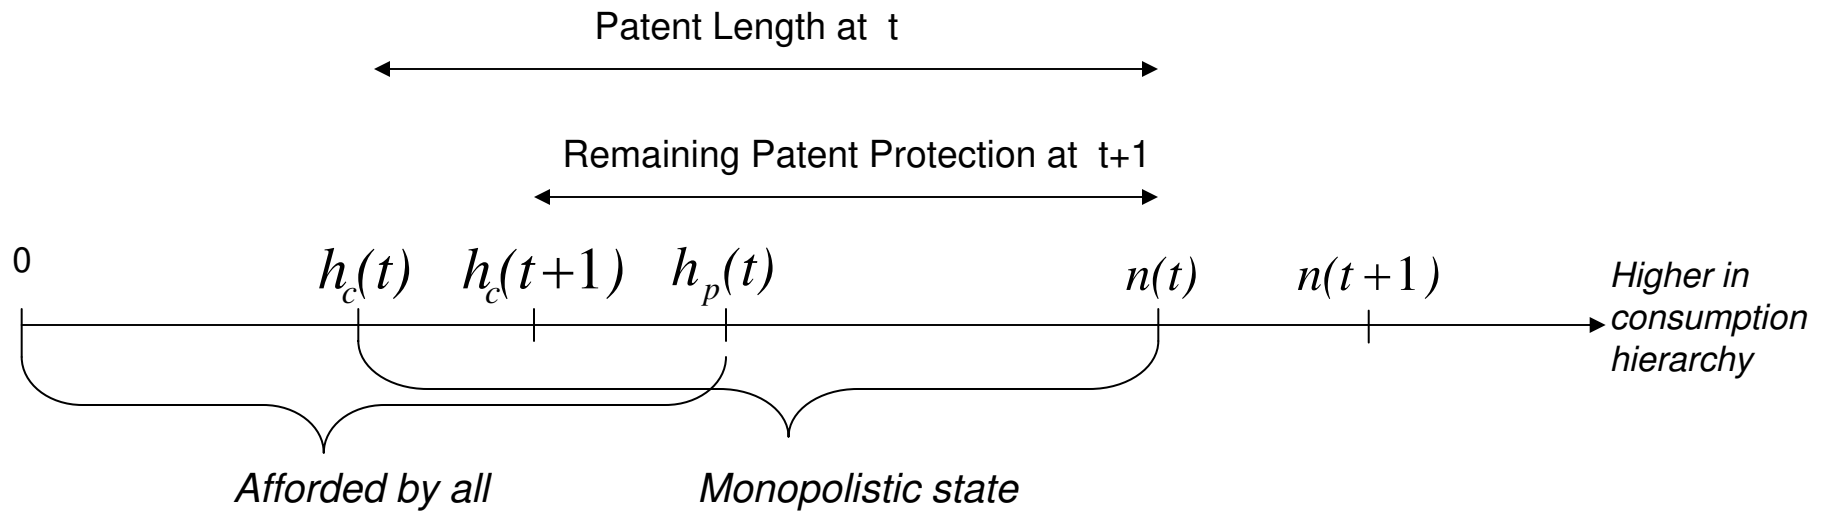 Patent Length at t
Remaining Patent Protection at t+1
0
h_c(t)
h_c(t+1)
h_p(t)
n(t)
n(t+1)
Higher in
consumption
hierarchy
Afforded by all
Monopolistic state